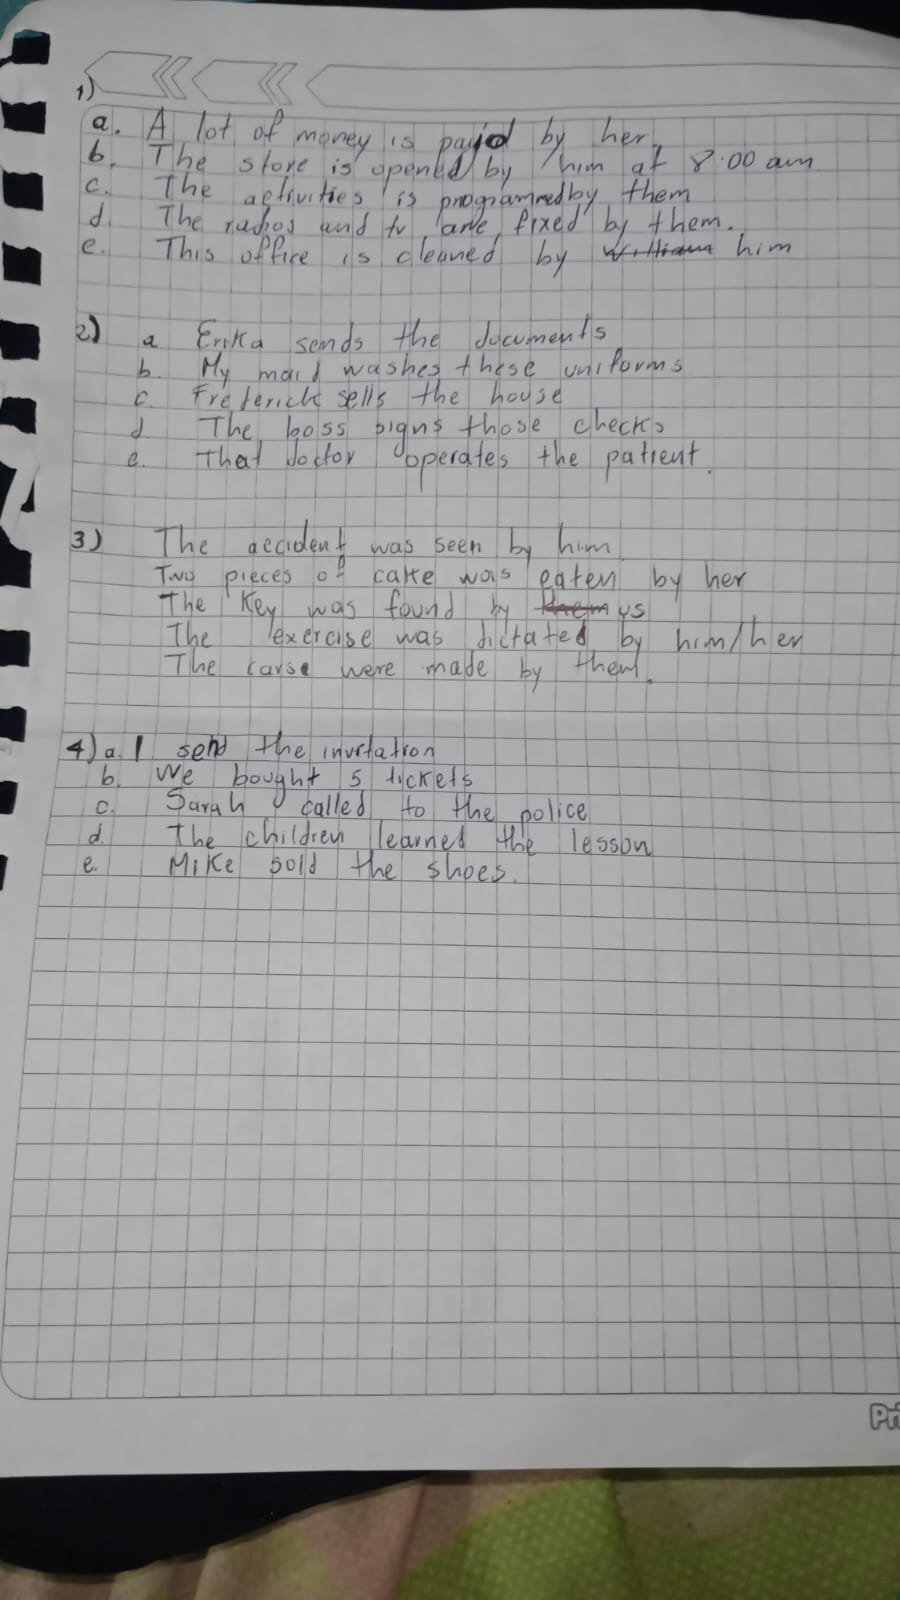 1)
a. A lot of money is paid by her.
b. The store is opened by him at 8:00 am
c. The activities is programmed by them
d. The radios and tv are fixed by them.
e. This office is cleaned by William him
2) a Erika sends the documents
b. My maid washes these uniforms
c. Frederick sells the house
d. The boss signs those checks
e. That doctor operates the patient.
3) The accident was seen by him
Two pieces of cake was eaten by her
The Key was found by them us
The exercise was dictated by him/her
The carse were made by them.
4) a. I send the invitation
b. We bought 5 tickets
c. Sarah called to the police
d. The children learned the lesson
e. Mike sold the shoes.
Pri